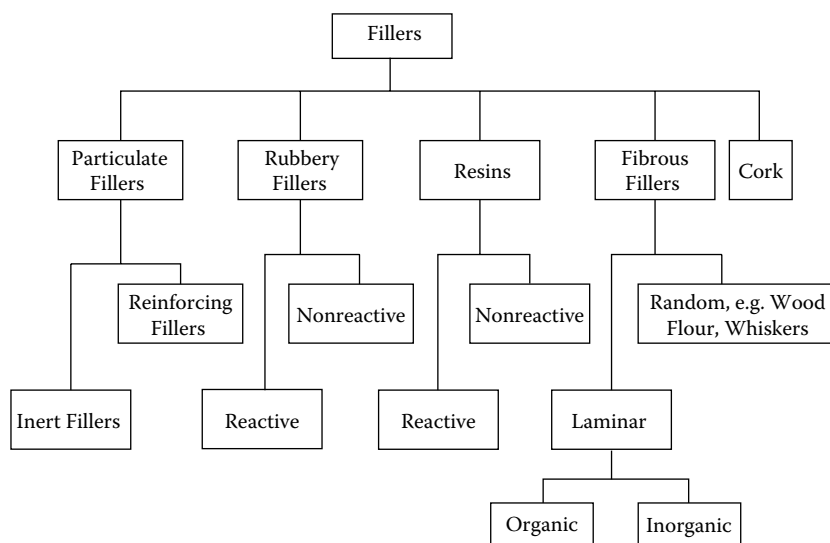 Fillers
Particulate
Fillers
Rubbery
Fillers
Resins
Fibrous
Fillers
Cork
Reinforcing
Fillers
Nonreactive
Nonreactive
Random, e.g. Wood
Flour, Whiskers
Inert Fillers
Reactive
Reactive
Laminar
Organic
Inorganic